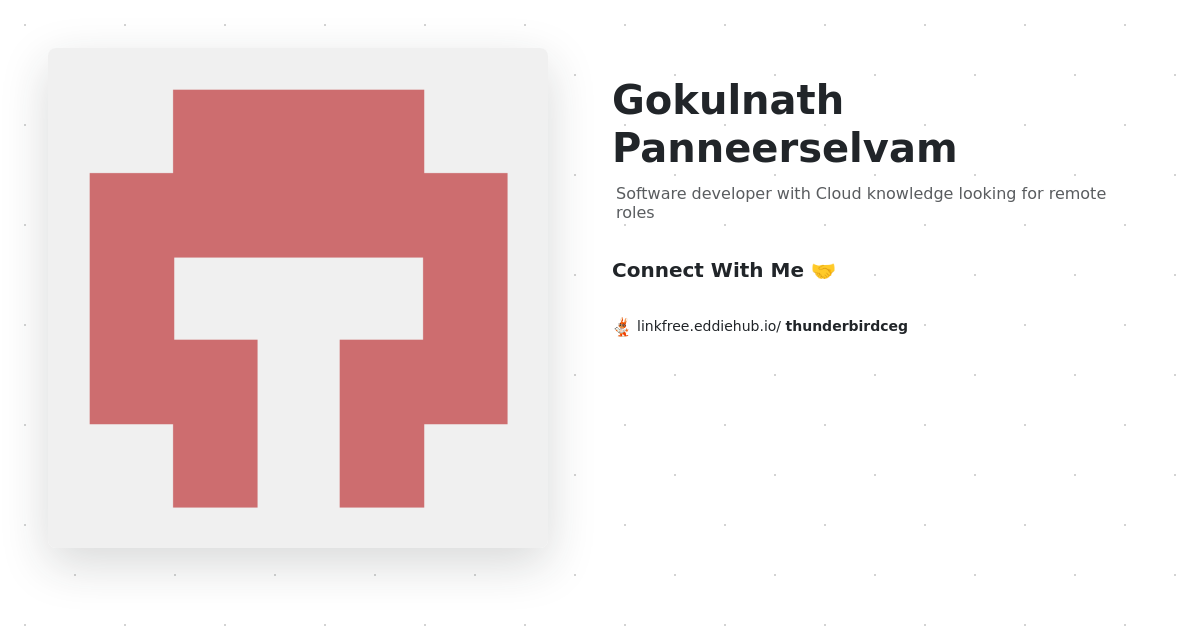 Gokulnath
Panneerselvam
Software developer with Cloud knowledge looking for remote
roles
Connect With Me 🤝
linkfree.eddiehub.io/ thunderbirdceg